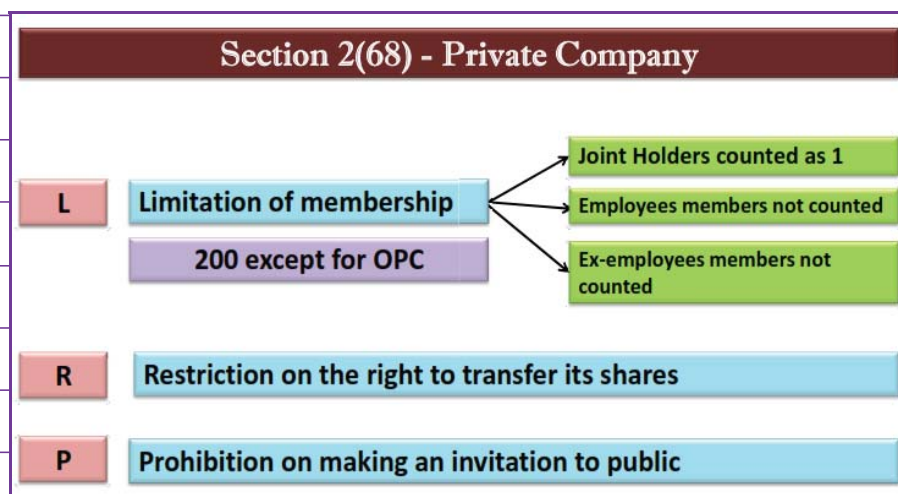 Section 2(68) - Private Company
L
Limitation of membership
200 except for OPC
Joint Holders counted as 1
Employees members not counted
Ex-employees members not
counted
R
Restriction on the right to transfer its shares
P
Prohibition on making an invitation to public